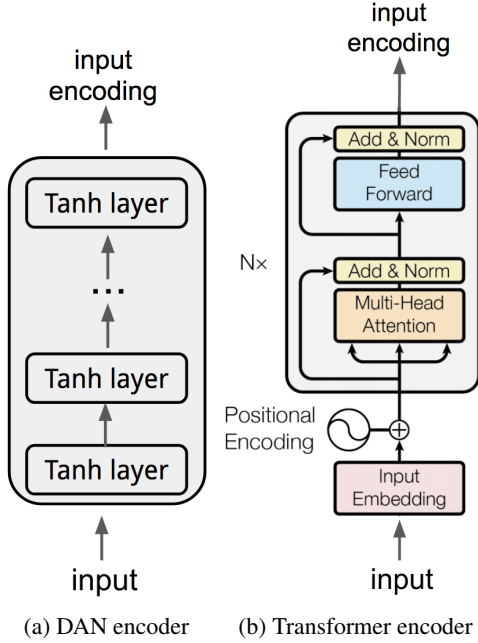 input
encoding
Tanh layer
...
Tanh layer
Tanh layer
input
(a) DAN encoder
input
encoding
Add & Norm
Feed
Forward
N×
Add & Norm
Multi-Head
Attention
Positional
Encoding
Input
Embedding
input
(b) Transformer encoder